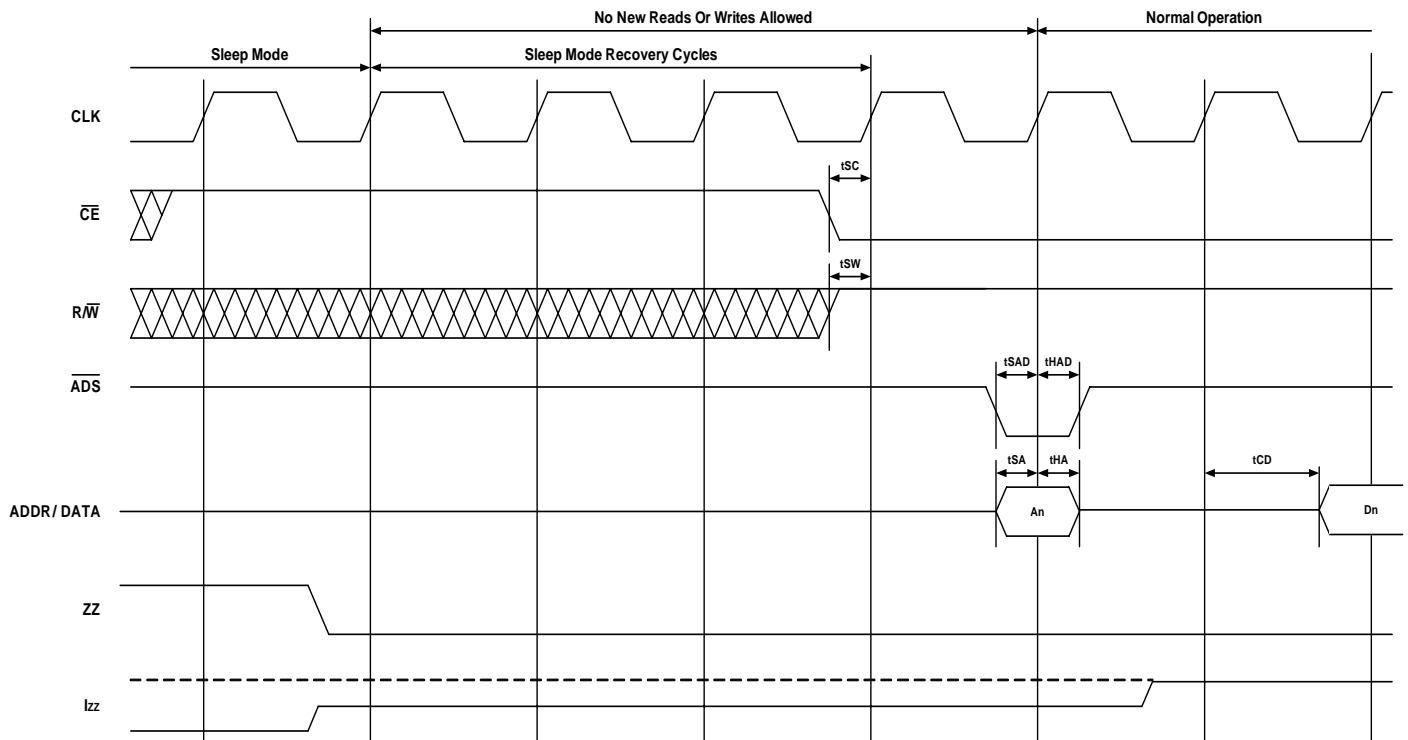 No New Reads Or Writes Allowed
Normal Operation
Sleep Mode
Sleep Mode Recovery Cycles
CLK
tSC
CE
tSW
R/W
tSAD
tHAD
ADS
tSA
tHA
tCD
ADDR/ DATA
An
Dn
ZZ
Izz